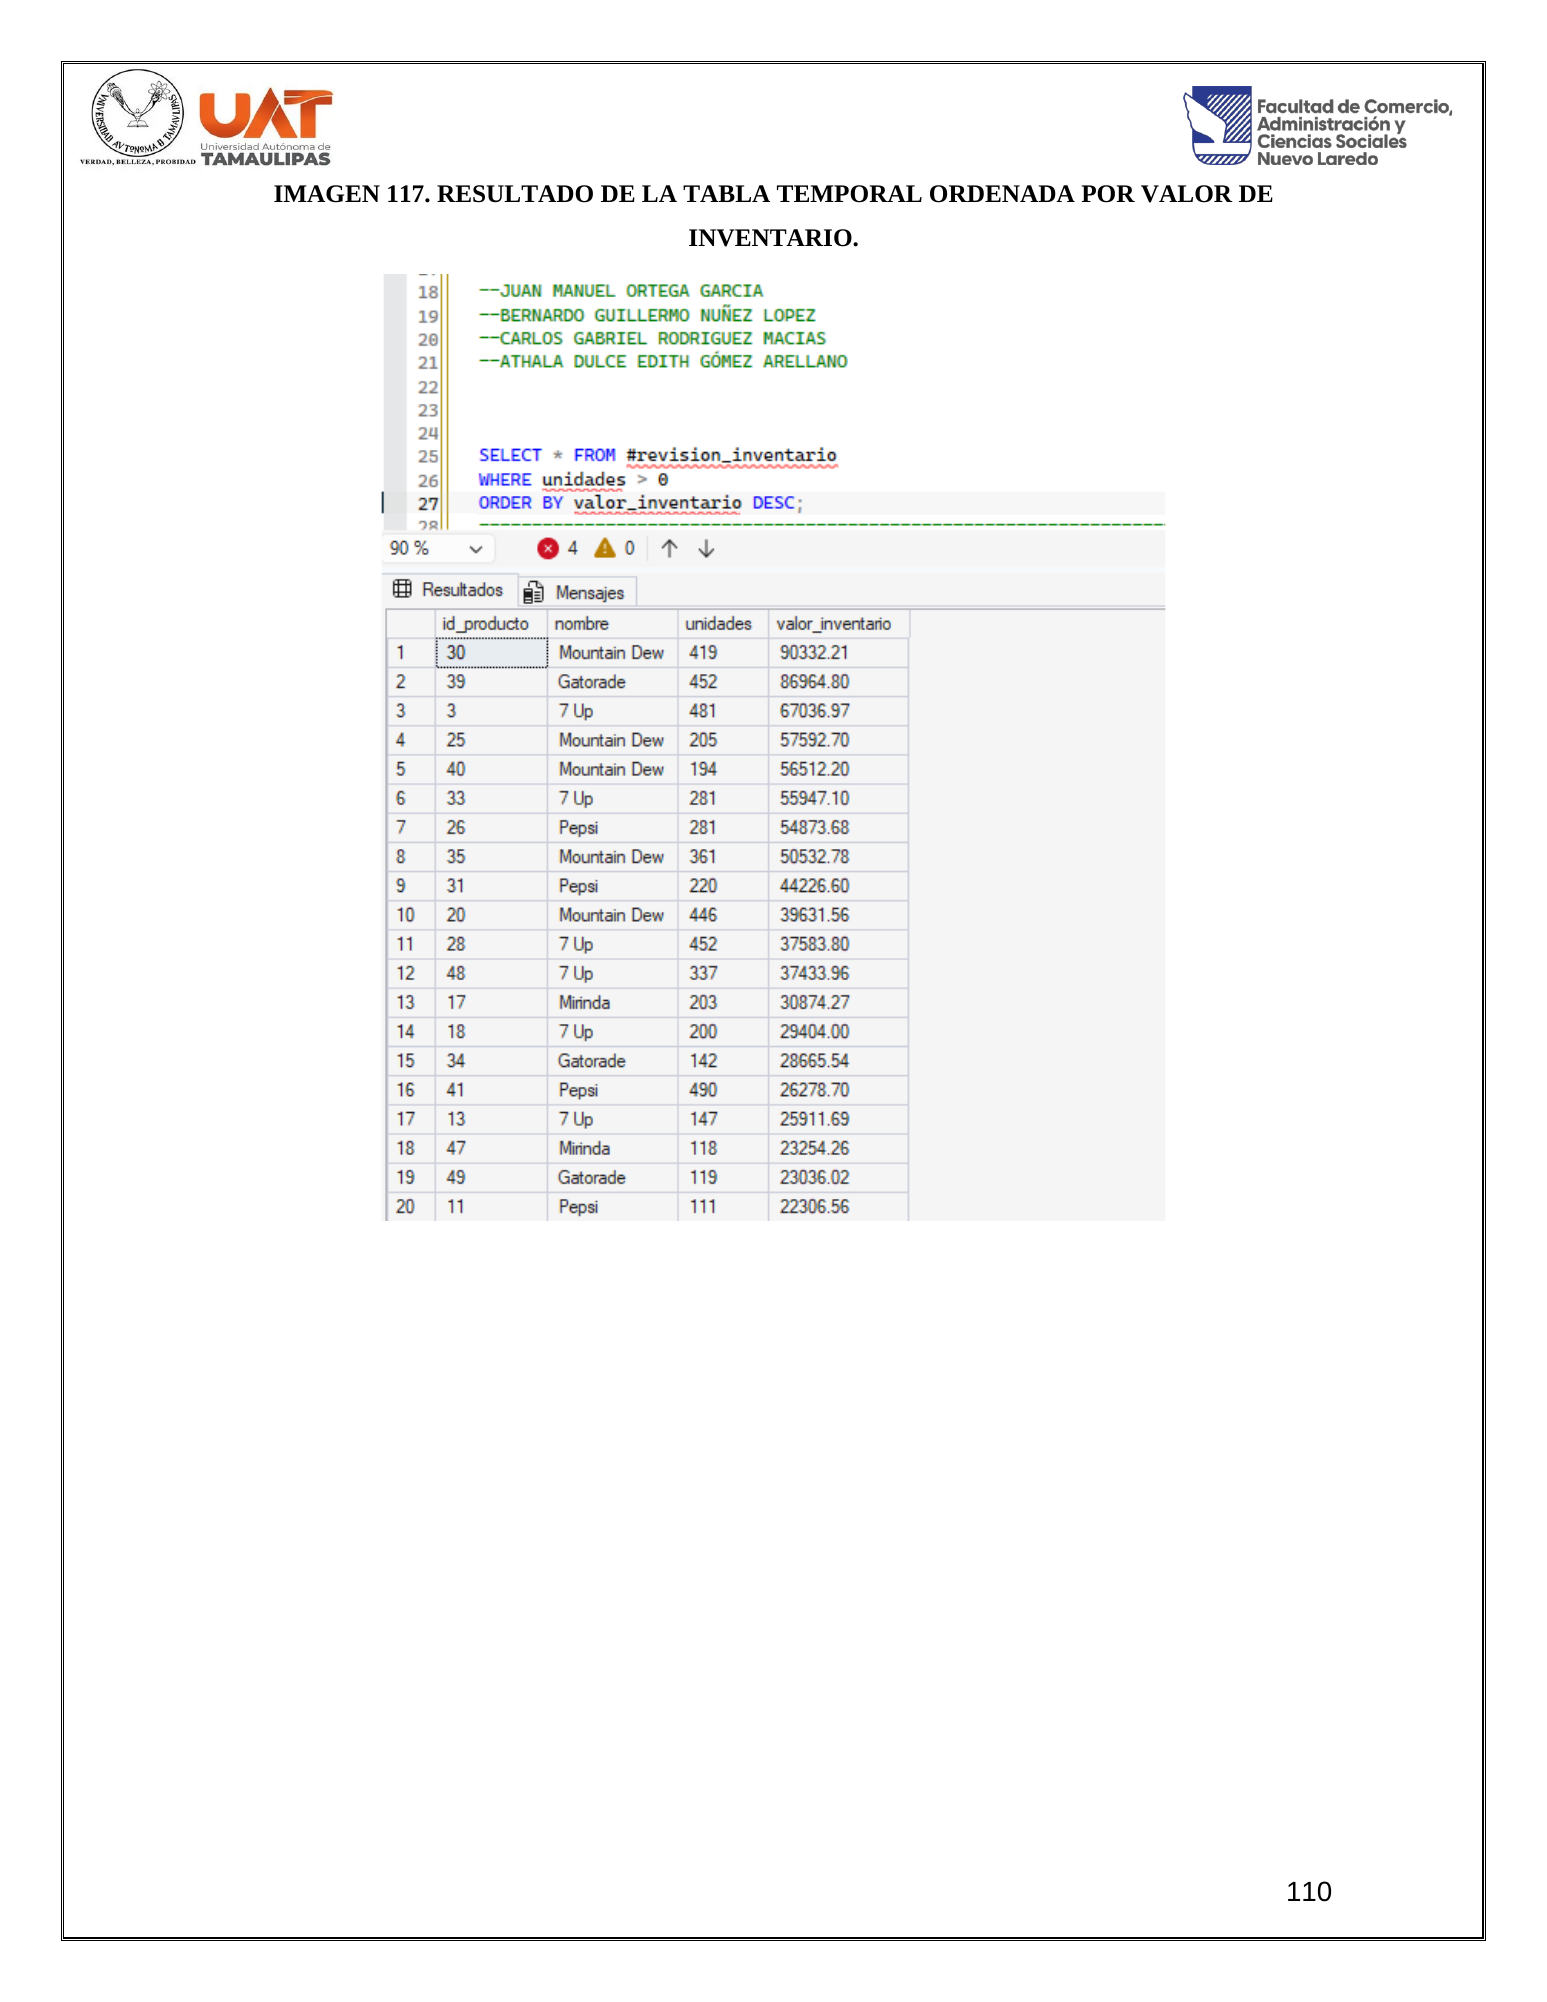 VNIVERSIDAD AVTONOMA D TAMAVLIPAS
VERDAD, BELLEZA, PROBIDAD
UAT
Universidad Autónoma de
TAMAULIPAS
Facultad de Comercio,
Administración y
Ciencias Sociales
Nuevo Laredo
IMAGEN 117. RESULTADO DE LA TABLA TEMPORAL ORDENADA POR VALOR DE
INVENTARIO.
18 --JUAN MANUEL ORTEGA GARCIA
19 --BERNARDO GUILLERMO NUÑEZ LOPEZ
20 --CARLOS GABRIEL RODRIGUEZ MACIAS
21 --ATHALA DULCE EDITH GÓMEZ ARELLANO
22
23
24
25 SELECT * FROM #revision_inventario
26 WHERE unidades > 0
27 ORDER BY valor_inventario DESC;
28 --------------------------------------------------------------
90 % 4 0
Resultados Mensajes
id_producto nombre unidades valor_inventario
1 30 Mountain Dew 419 90332.21
2 39 Gatorade 452 86964.80
3 3 7 Up 481 67036.97
4 25 Mountain Dew 205 57592.70
5 40 Mountain Dew 194 56512.20
6 33 7 Up 281 55947.10
7 26 Pepsi 281 54873.68
8 35 Mountain Dew 361 50532.78
9 31 Pepsi 220 44226.60
10 20 Mountain Dew 446 39631.56
11 28 7 Up 452 37583.80
12 48 7 Up 337 37433.96
13 17 Mirinda 203 30874.27
14 18 7 Up 200 29404.00
15 34 Gatorade 142 28665.54
16 41 Pepsi 490 26278.70
17 13 7 Up 147 25911.69
18 47 Mirinda 118 23254.26
19 49 Gatorade 119 23036.02
20 11 Pepsi 111 22306.56
110